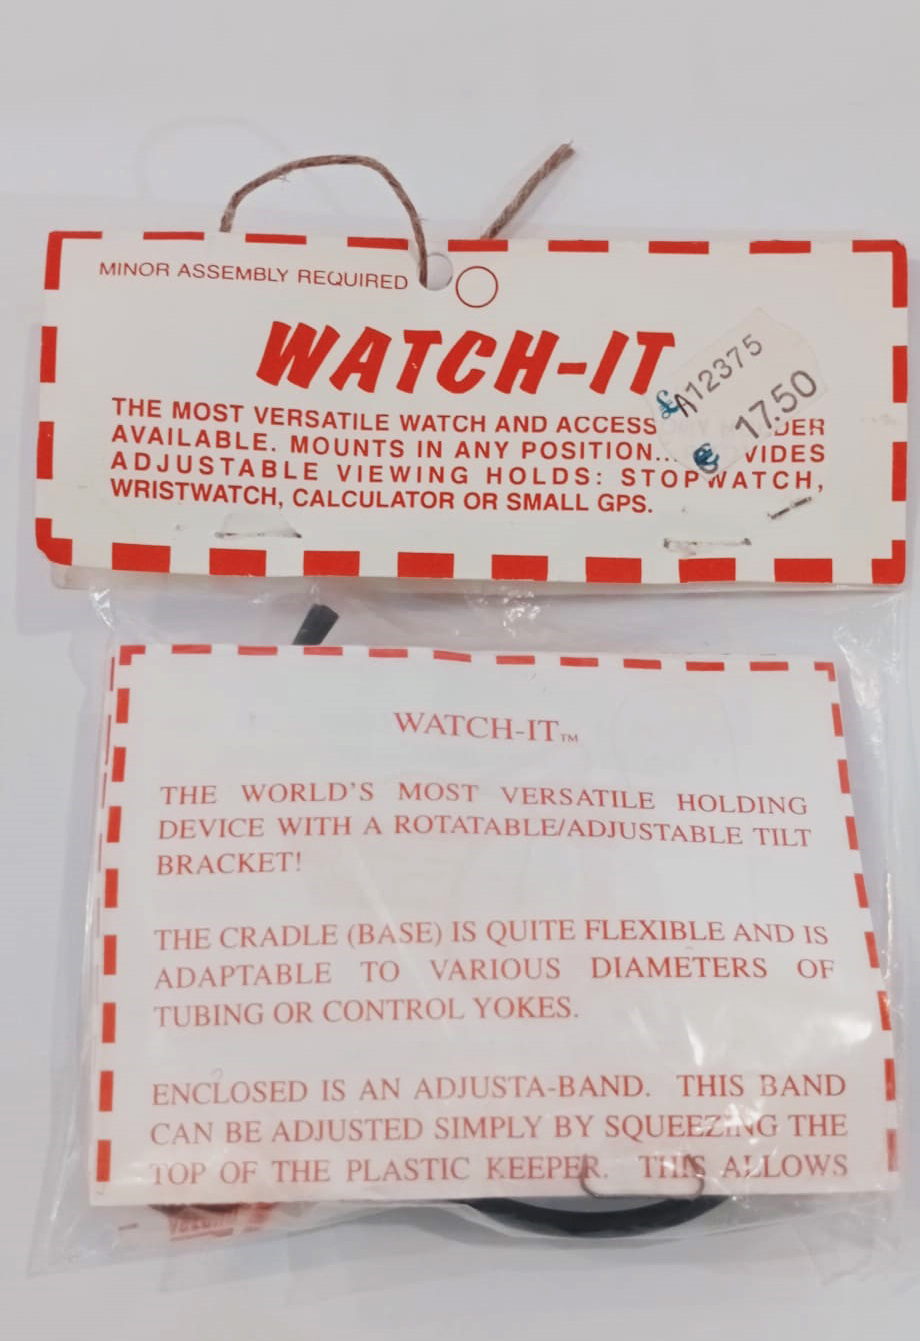 MINOR ASSEMBLY REQUIRED
WATCH-IT
£A12375
17.50
THE MOST VERSATILE WATCH AND
AVAILABLE. MOUNTS IN ANY POSITION...
ADJUSTABLE VIEWING HOLDS: STOPWATCH,
WRISTWATCH, CALCULATOR OR SMALL GPS.
WATCH-IT™
THE WORLD'S MOST VERSATILE HOLDING
DEVICE WITH A ROTATABLE/ADJUSTABLE TILT
BRACKET!
THE CRADLE (BASE) IS QUITE FLEXIBLE AND IS
ADAPTABLE TO VARIOUS DIAMETERS OF
TUBING OR CONTROL YOKES.
ENCLOSED IS AN ADJUSTA-BAND. THIS BAND
CAN BE ADJUSTED SIMPLY BY SQUEEZING THE
TOP OF THE PLASTIC KEEPER. THIS ALLOWS